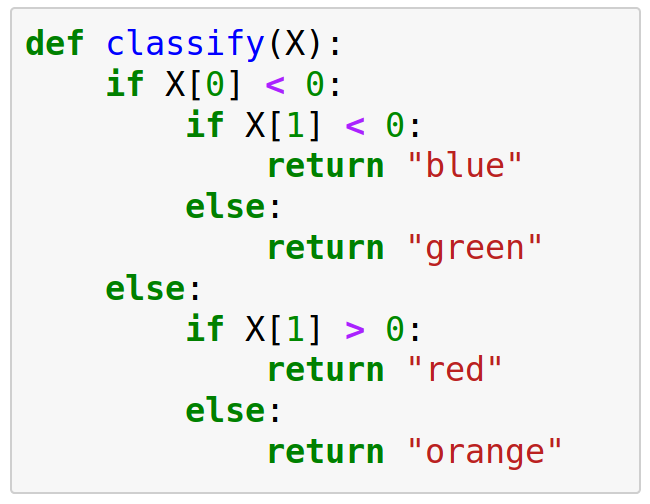 def classify(X):
    if X[0] < 0:
        if X[1] < 0:
            return "blue"
        else:
            return "green"
    else:
        if X[1] > 0:
            return "red"
        else:
            return "orange"